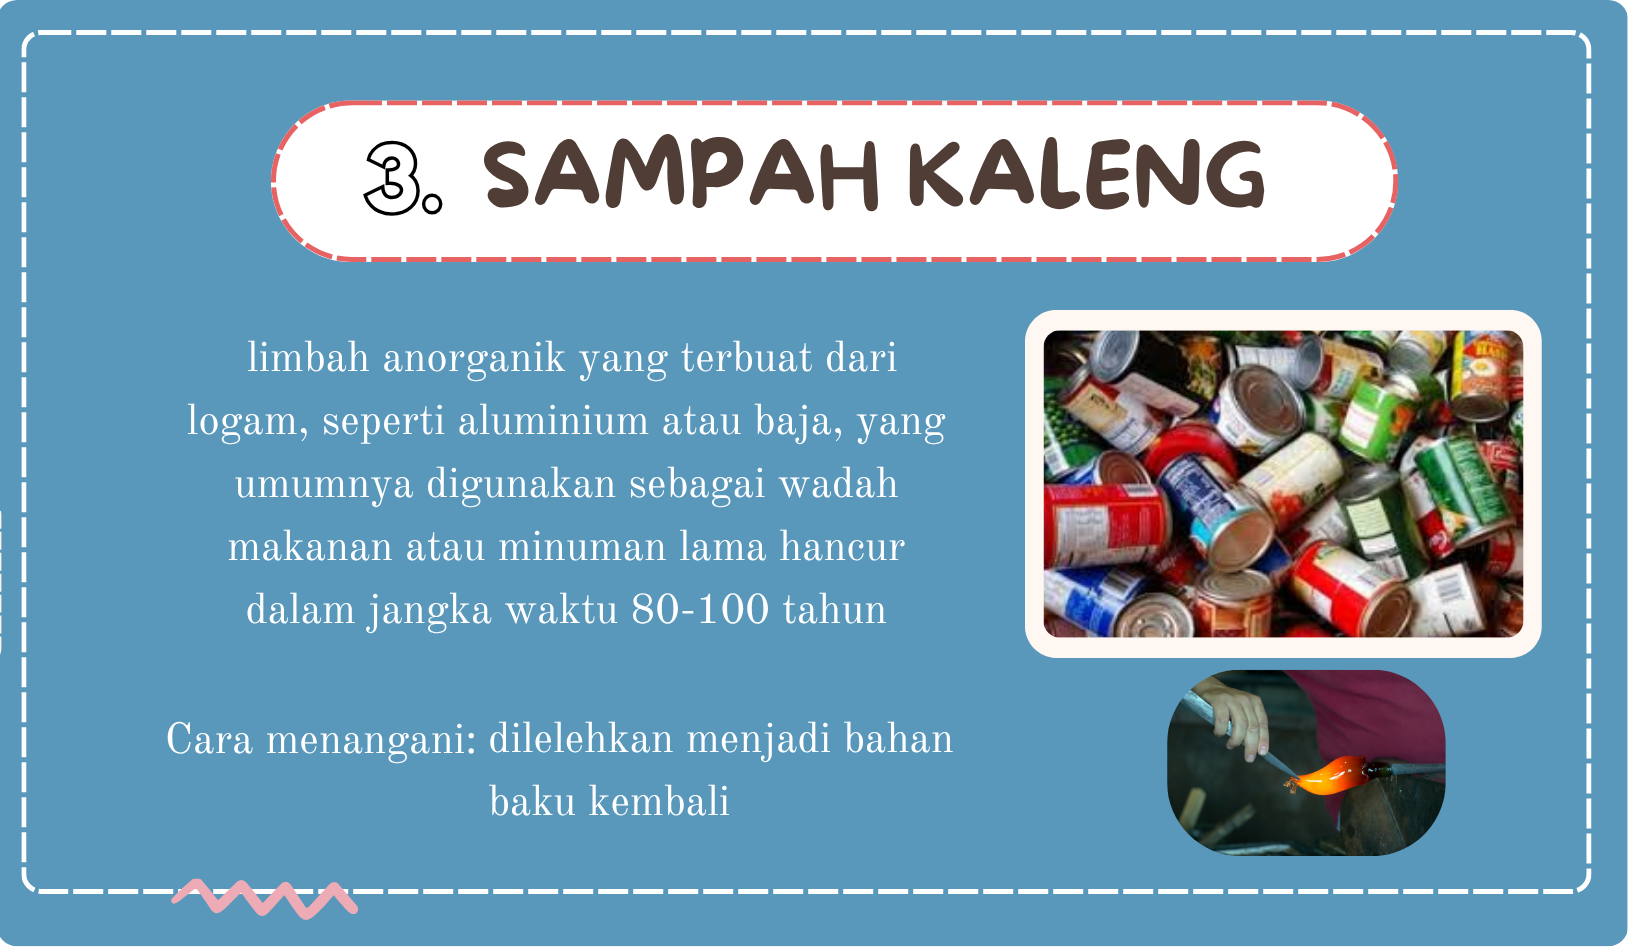 3. SAMPAH KALENG
limbah anorganik yang terbuat dari
logam, seperti aluminium atau baja, yang
umumnya digunakan sebagai wadah
makanan atau minuman lama hancur
dalam jangka waktu 80-100 tahun
Cara menangani: dilelehkan menjadi bahan
baku kembali